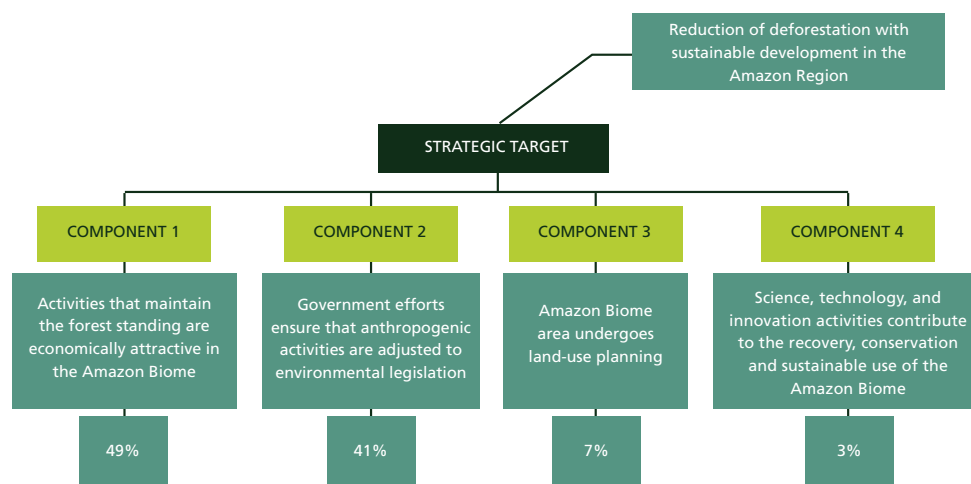 Reduction of deforestation with
sustainable development in the
Amazon Region
STRATEGIC TARGET
COMPONENT 1
Activities that maintain
the forest standing are
economically attractive in
the Amazon Biome
49%
COMPONENT 2
Government efforts
ensure that anthropogenic
activities are adjusted to
environmental legislation
41%
COMPONENT 3
Amazon Biome
area undergoes
land-use planning
7%
COMPONENT 4
Science, technology, and
innovation activities contribute
to the recovery, conservation
and sustainable use of the
Amazon Biome
3%